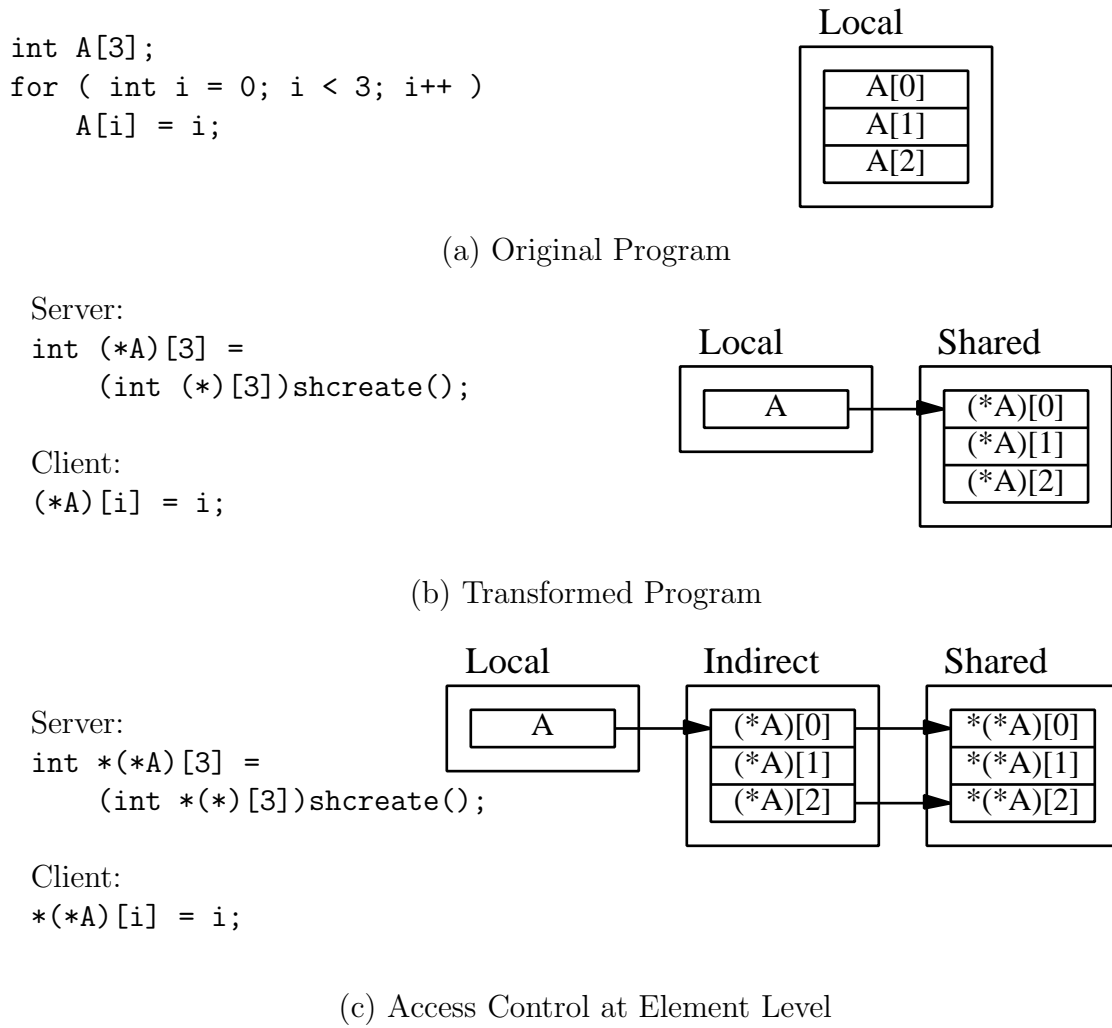 int A[3];
for ( int i = 0; i < 3; i++ )
    A[i] = i;
Local
A[0]
A[1]
A[2]
(a) Original Program
Server:
int (*A)[3] =
    (int (*)[3])shcreate();
Client:
(*A)[i] = i;
Local
A
Shared
(*A)[0]
(*A)[1]
(*A)[2]
(b) Transformed Program
Server:
int *(*A)[3] =
    (int *(*)[3])shcreate();
Client:
*(*A)[i] = i;
Local
A
Indirect
(*A)[0]
(*A)[1]
(*A)[2]
Shared
*(*A)[0]
*(*A)[1]
*(*A)[2]
(c) Access Control at Element Level